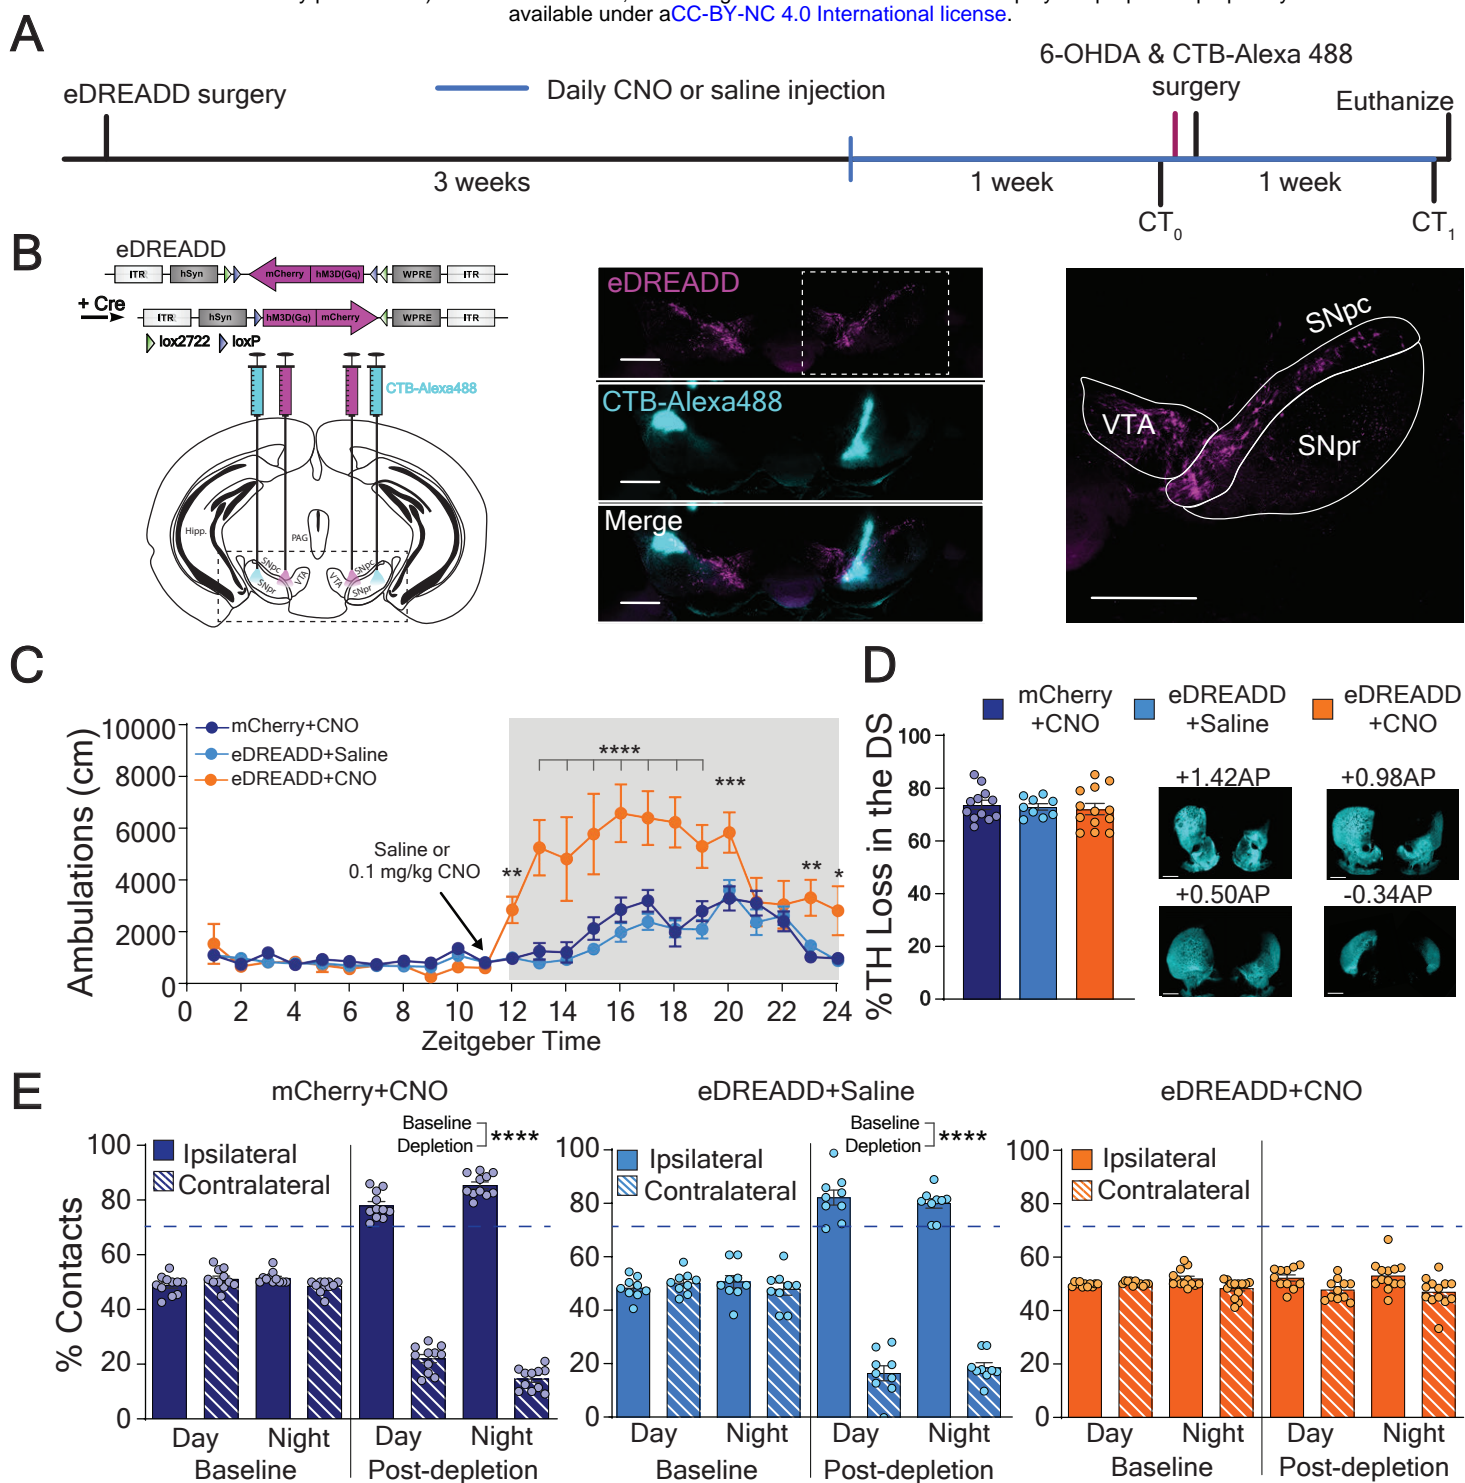 available under aCC-BY-NC 4.0 International license.
A
eDREADD surgery
Daily CNO or saline injection
6-OHDA & CTB-Alexa 488
surgery
Euthanize
3 weeks
1 week
1 week
CT0
CT1
B
eDREADD
ITR hSyn mCherry hM3D(Gq) WPRE ITR
+ Cre
ITR hSyn hM3D(Gq) mCherry WPRE ITR
lox2722 loxP
CTB-Alexa488
Hipp.
PAG
SNpc
SNpr
VTA
VTA
SNpc
SNpr
eDREADD
CTB-Alexa488
Merge
SNpc
VTA
SNpr
C
Ambulations (cm)
10000
8000
6000
4000
2000
0
mCherry+CNO
eDREADD+Saline
eDREADD+CNO
Saline or
0.1 mg/kg CNO
**
****
***
**
*
0 2 4 6 8 10 12 14 16 18 20 22 24
Zeitgeber Time
D
mCherry
+CNO
eDREADD
+Saline
eDREADD
+CNO
%TH Loss in the DS
100
80
60
40
20
0
+1.42AP
+0.98AP
+0.50AP
-0.34AP
E
mCherry+CNO
% Contacts
100
80
60
40
20
0
Ipsilateral
Contralateral
Baseline
Depletion
****
Day
Night
Day
Night
Baseline
Post-depletion
eDREADD+Saline
100
80
60
40
20
0
Ipsilateral
Contralateral
Baseline
Depletion
****
Day
Night
Day
Night
Baseline
Post-depletion
eDREADD+CNO
100
80
60
40
20
0
Ipsilateral
Contralateral
Day
Night
Day
Night
Baseline
Post-depletion